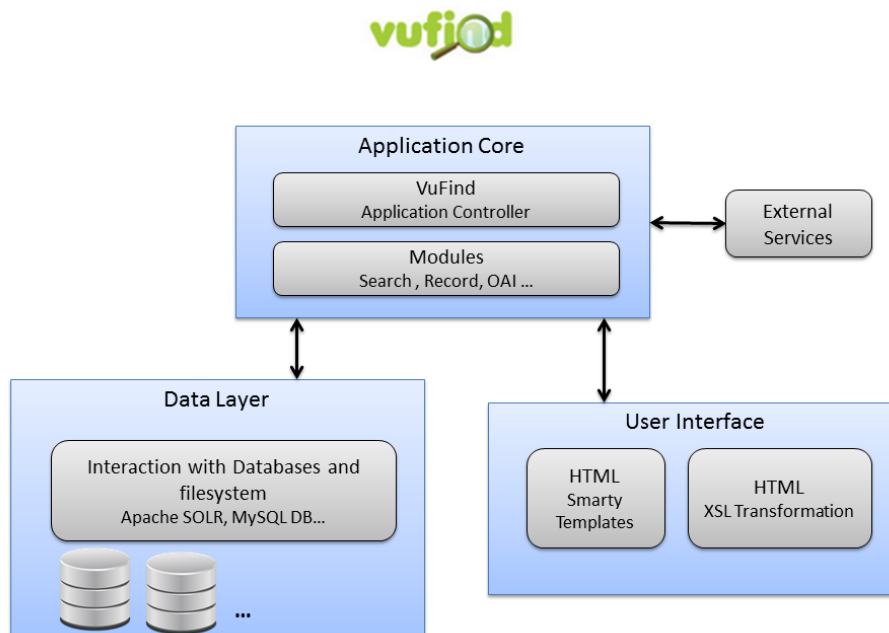 vufind
Application Core
VuFind
Application Controller
Modules
Search , Record, OAI ...
External
Services
Data Layer
Interaction with Databases and
filesystem
Apache SOLR, MySQL DB...
...
User Interface
HTML
Smarty
Templates
HTML
XSL Transformation